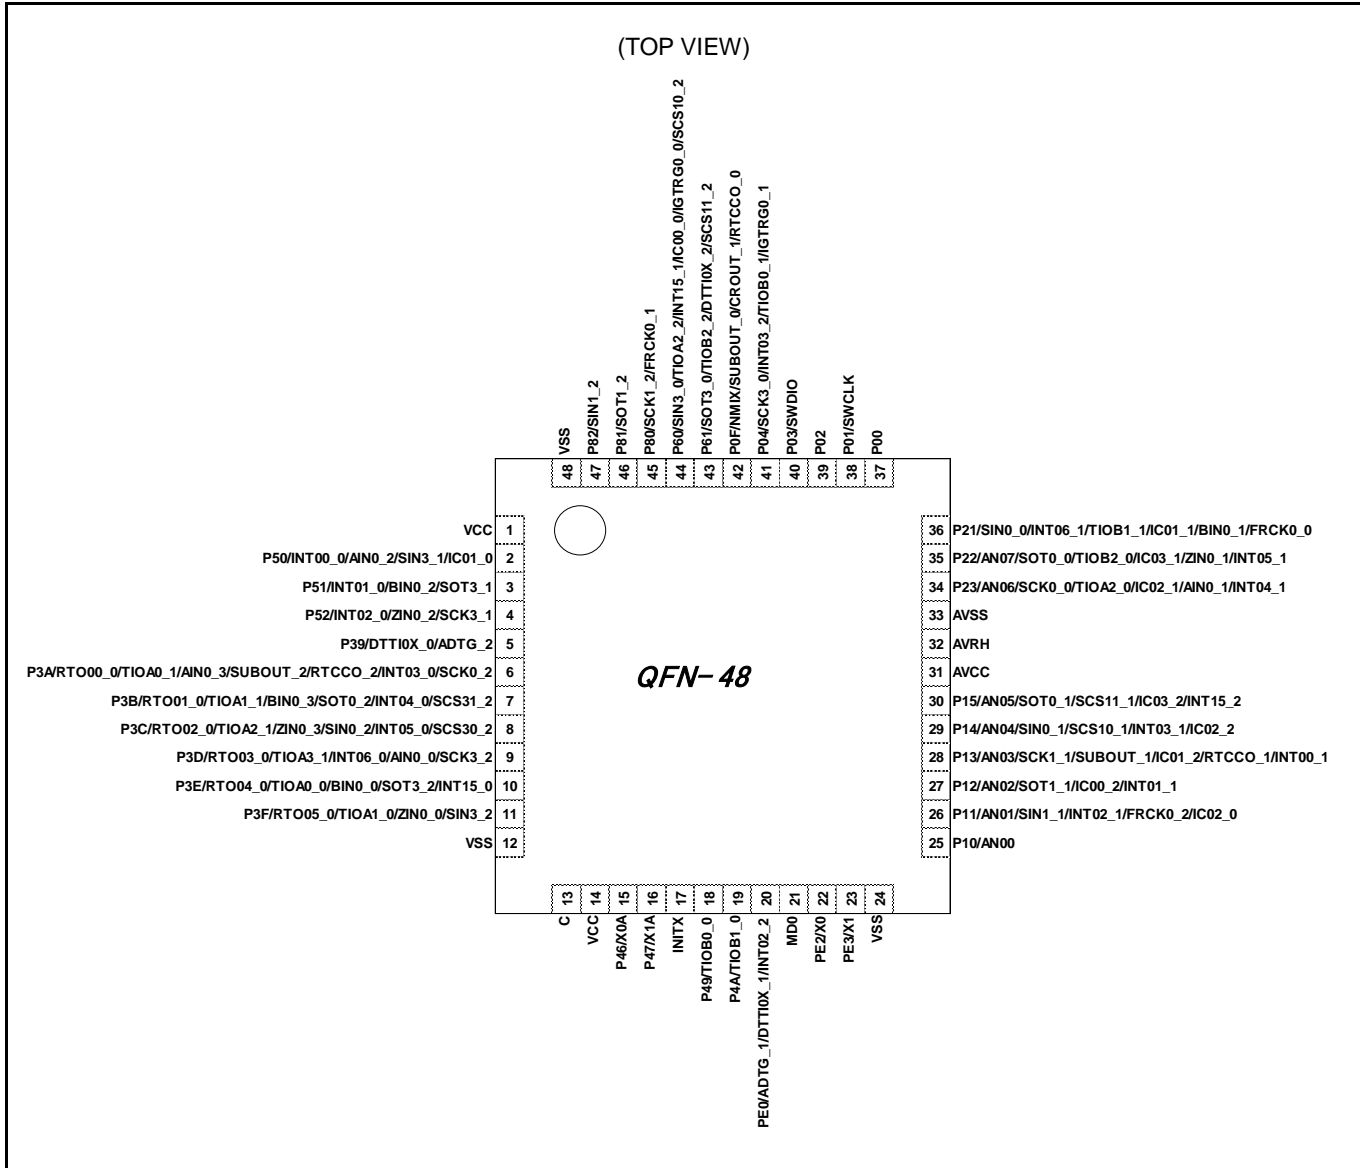 (TOP VIEW)
VSS
P82/SIN1_2
P81/SOT1_2
P80/SCK1_2/FRCK0_1
P60/SIN3_0/TIOA2_2/INT15_1/IC00_0/IGTRG0_0/SCS10_2
P61/SOT3_0/TIOB2_2/DTTI0X_2/SCS11_2
P0F/NMIX/SUBOUT_0/CROUT_1/RTCCO_0
P04/SCK3_0/INT03_2/TIOB0_1/IGTRG0_1
P03/SWDIO
P02
P01/SWCLK
P00
48 47 46 45 44 43 42 41 40 39 38 37
VCC 1
P50/INT00_0/AIN0_2/SIN3_1/IC01_0 2
P51/INT01_0/BIN0_2/SOT3_1 3
P52/INT02_0/ZIN0_2/SCK3_1 4
P39/DTTI0X_0/ADTG_2 5
P3A/RTO00_0/TIOA0_1/AIN0_3/SUBOUT_2/RTCCO_2/INT03_0/SCK0_2 6
P3B/RTO01_0/TIOA1_1/BIN0_3/SOT0_2/INT04_0/SCS31_2 7
P3C/RTO02_0/TIOA2_1/ZIN0_3/SIN0_2/INT05_0/SCS30_2 8
P3D/RTO03_0/TIOA3_1/INT06_0/AIN0_0/SCK3_2 9
P3E/RTO04_0/TIOA0_0/BIN0_0/SOT3_2/INT15_0 10
P3F/RTO05_0/TIOA1_0/ZIN0_0/SIN3_2 11
VSS 12
QFN-48
36 P21/SIN0_0/INT06_1/TIOB1_1/IC01_1/BIN0_1/FRCK0_0
35 P22/AN07/SOT0_0/TIOB2_0/IC03_1/ZIN0_1/INT05_1
34 P23/AN06/SCK0_0/TIOA2_0/IC02_1/AIN0_1/INT04_1
33 AVSS
32 AVRH
31 AVCC
30 P15/AN05/SOT0_1/SCS11_1/IC03_2/INT15_2
29 P14/AN04/SIN0_1/SCS10_1/INT03_1/IC02_2
28 P13/AN03/SCK1_1/SUBOUT_1/IC01_2/RTCCO_1/INT00_1
27 P12/AN02/SOT1_1/IC00_2/INT01_1
26 P11/AN01/SIN1_1/INT02_1/FRCK0_2/IC02_0
25 P10/AN00
13 14 15 16 17 18 19 20 21 22 23 24
C
VCC
P46/X0A
P47/X1A
INITX
P49/TIOB0_0
P4A/TIOB1_0
PE0/ADTG_1/DTTI0X_1/INT02_2
MD0
PE2/X0
PE3/X1
VSS